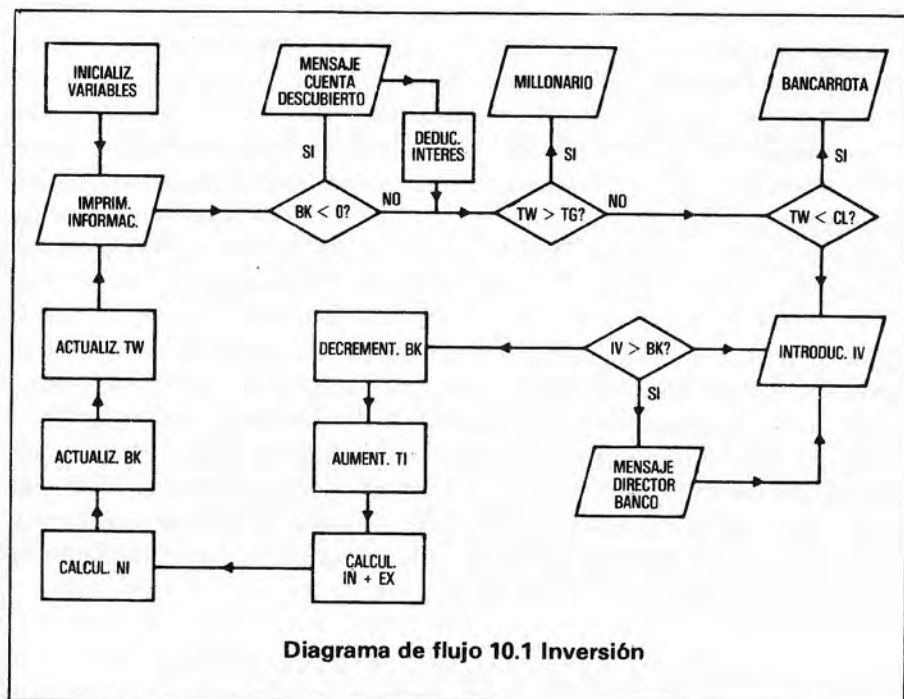 INICIALIZ.
VARIABLES
MENSAJE
CUENTA
DESCUBIERTO
MILLONARIO
BANCARROTA
DEDUC.
INTERES
SI
SI
SI
IMPRIM.
INFORMAC.
BK < 0?
NO
TW > TG?
NO
TW < CL?
ACTUALIZ. TW
DECREMENT. BK
IV > BK?
INTRODUC. IV
SI
ACTUALIZ. BK
AUMENT. TI
MENSAJE
DIRECTOR
BANCO
CALCUL. NI
CALCUL.
IN + EX
Diagrama de flujo 10.1 Inversión